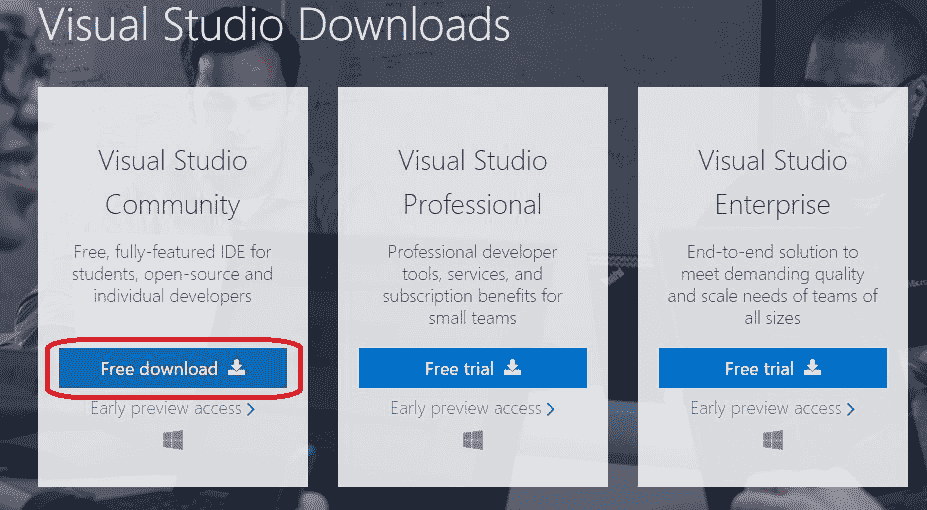 Visual Studio Downloads
Visual Studio
Community
Free, fully-featured IDE for
students, open-source and
individual developers
Free download
Early preview access
Visual Studio
Professional
Professional developer
tools, services, and
subscription benefits for
small teams
Free trial
Early preview access
Visual Studio
Enterprise
End-to-end solution to
meet demanding quality
and scale needs of teams of
all sizes
Free trial
Early preview access